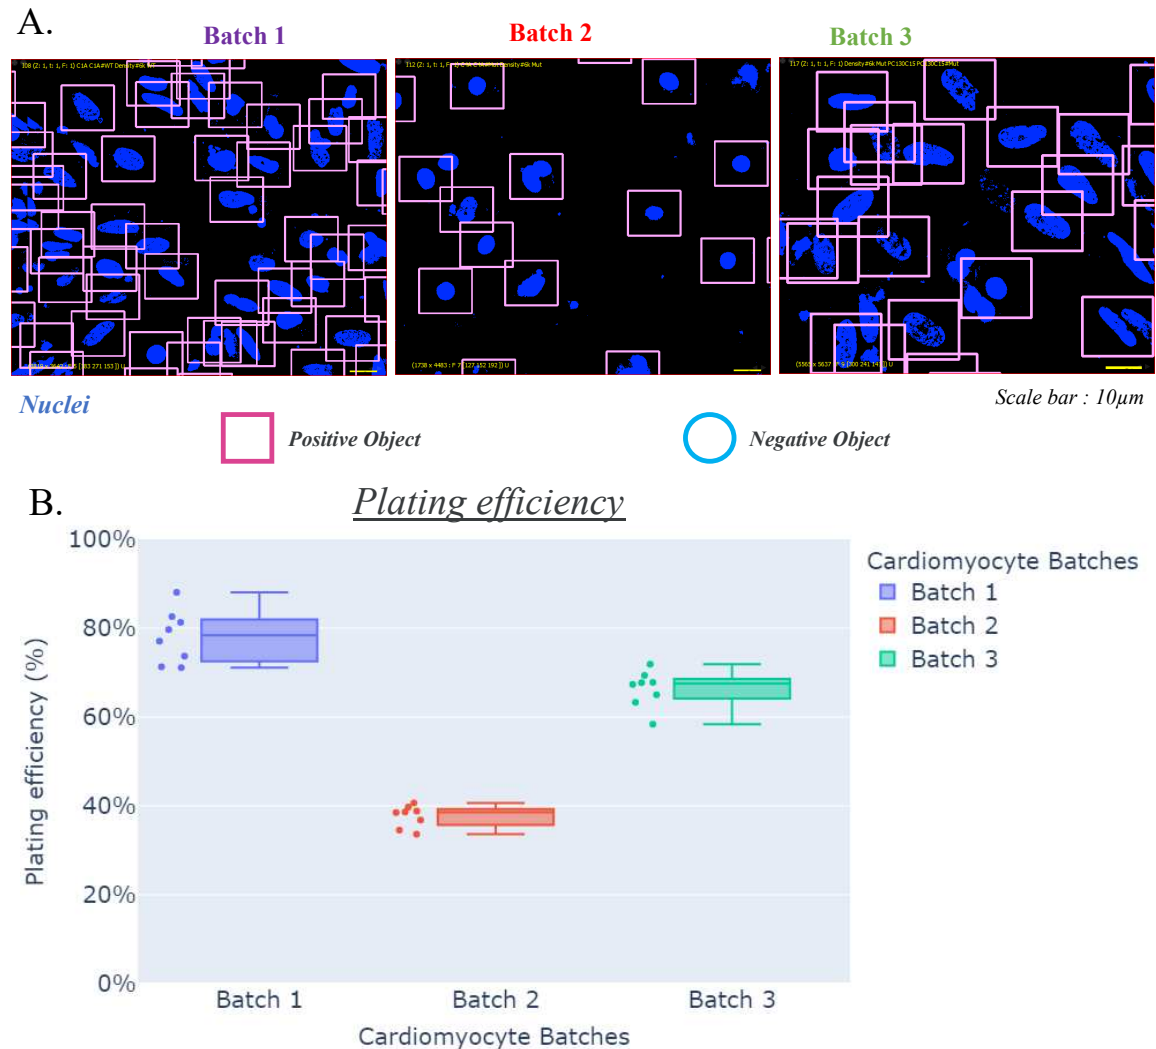 A.
Batch 1
Batch 2
Batch 3
Nuclei
Scale bar : 10µm
Positive Object
Negative Object
B.
Plating efficiency
100%
80%
60%
40%
20%
0%
Plating efficiency (%)
Batch 1
Batch 2
Batch 3
Cardiomyocyte Batches
Cardiomyocyte Batches
Batch 1
Batch 2
Batch 3